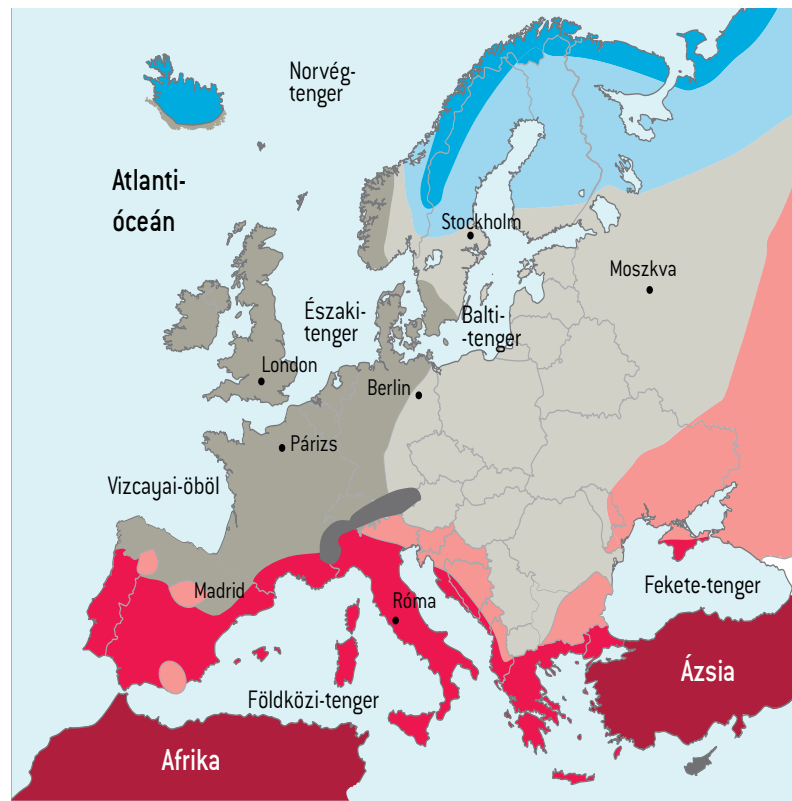 Norvég-
tenger
Atlanti-
óceán
Stockholm
Moszkva
Északi-
tenger
Balti-
-tenger
London
Berlin
Párizs
Vizcayai-öböl
Madrid
Fekete-tenger
Róma
Ázsia
Földközi-tenger
Afrika